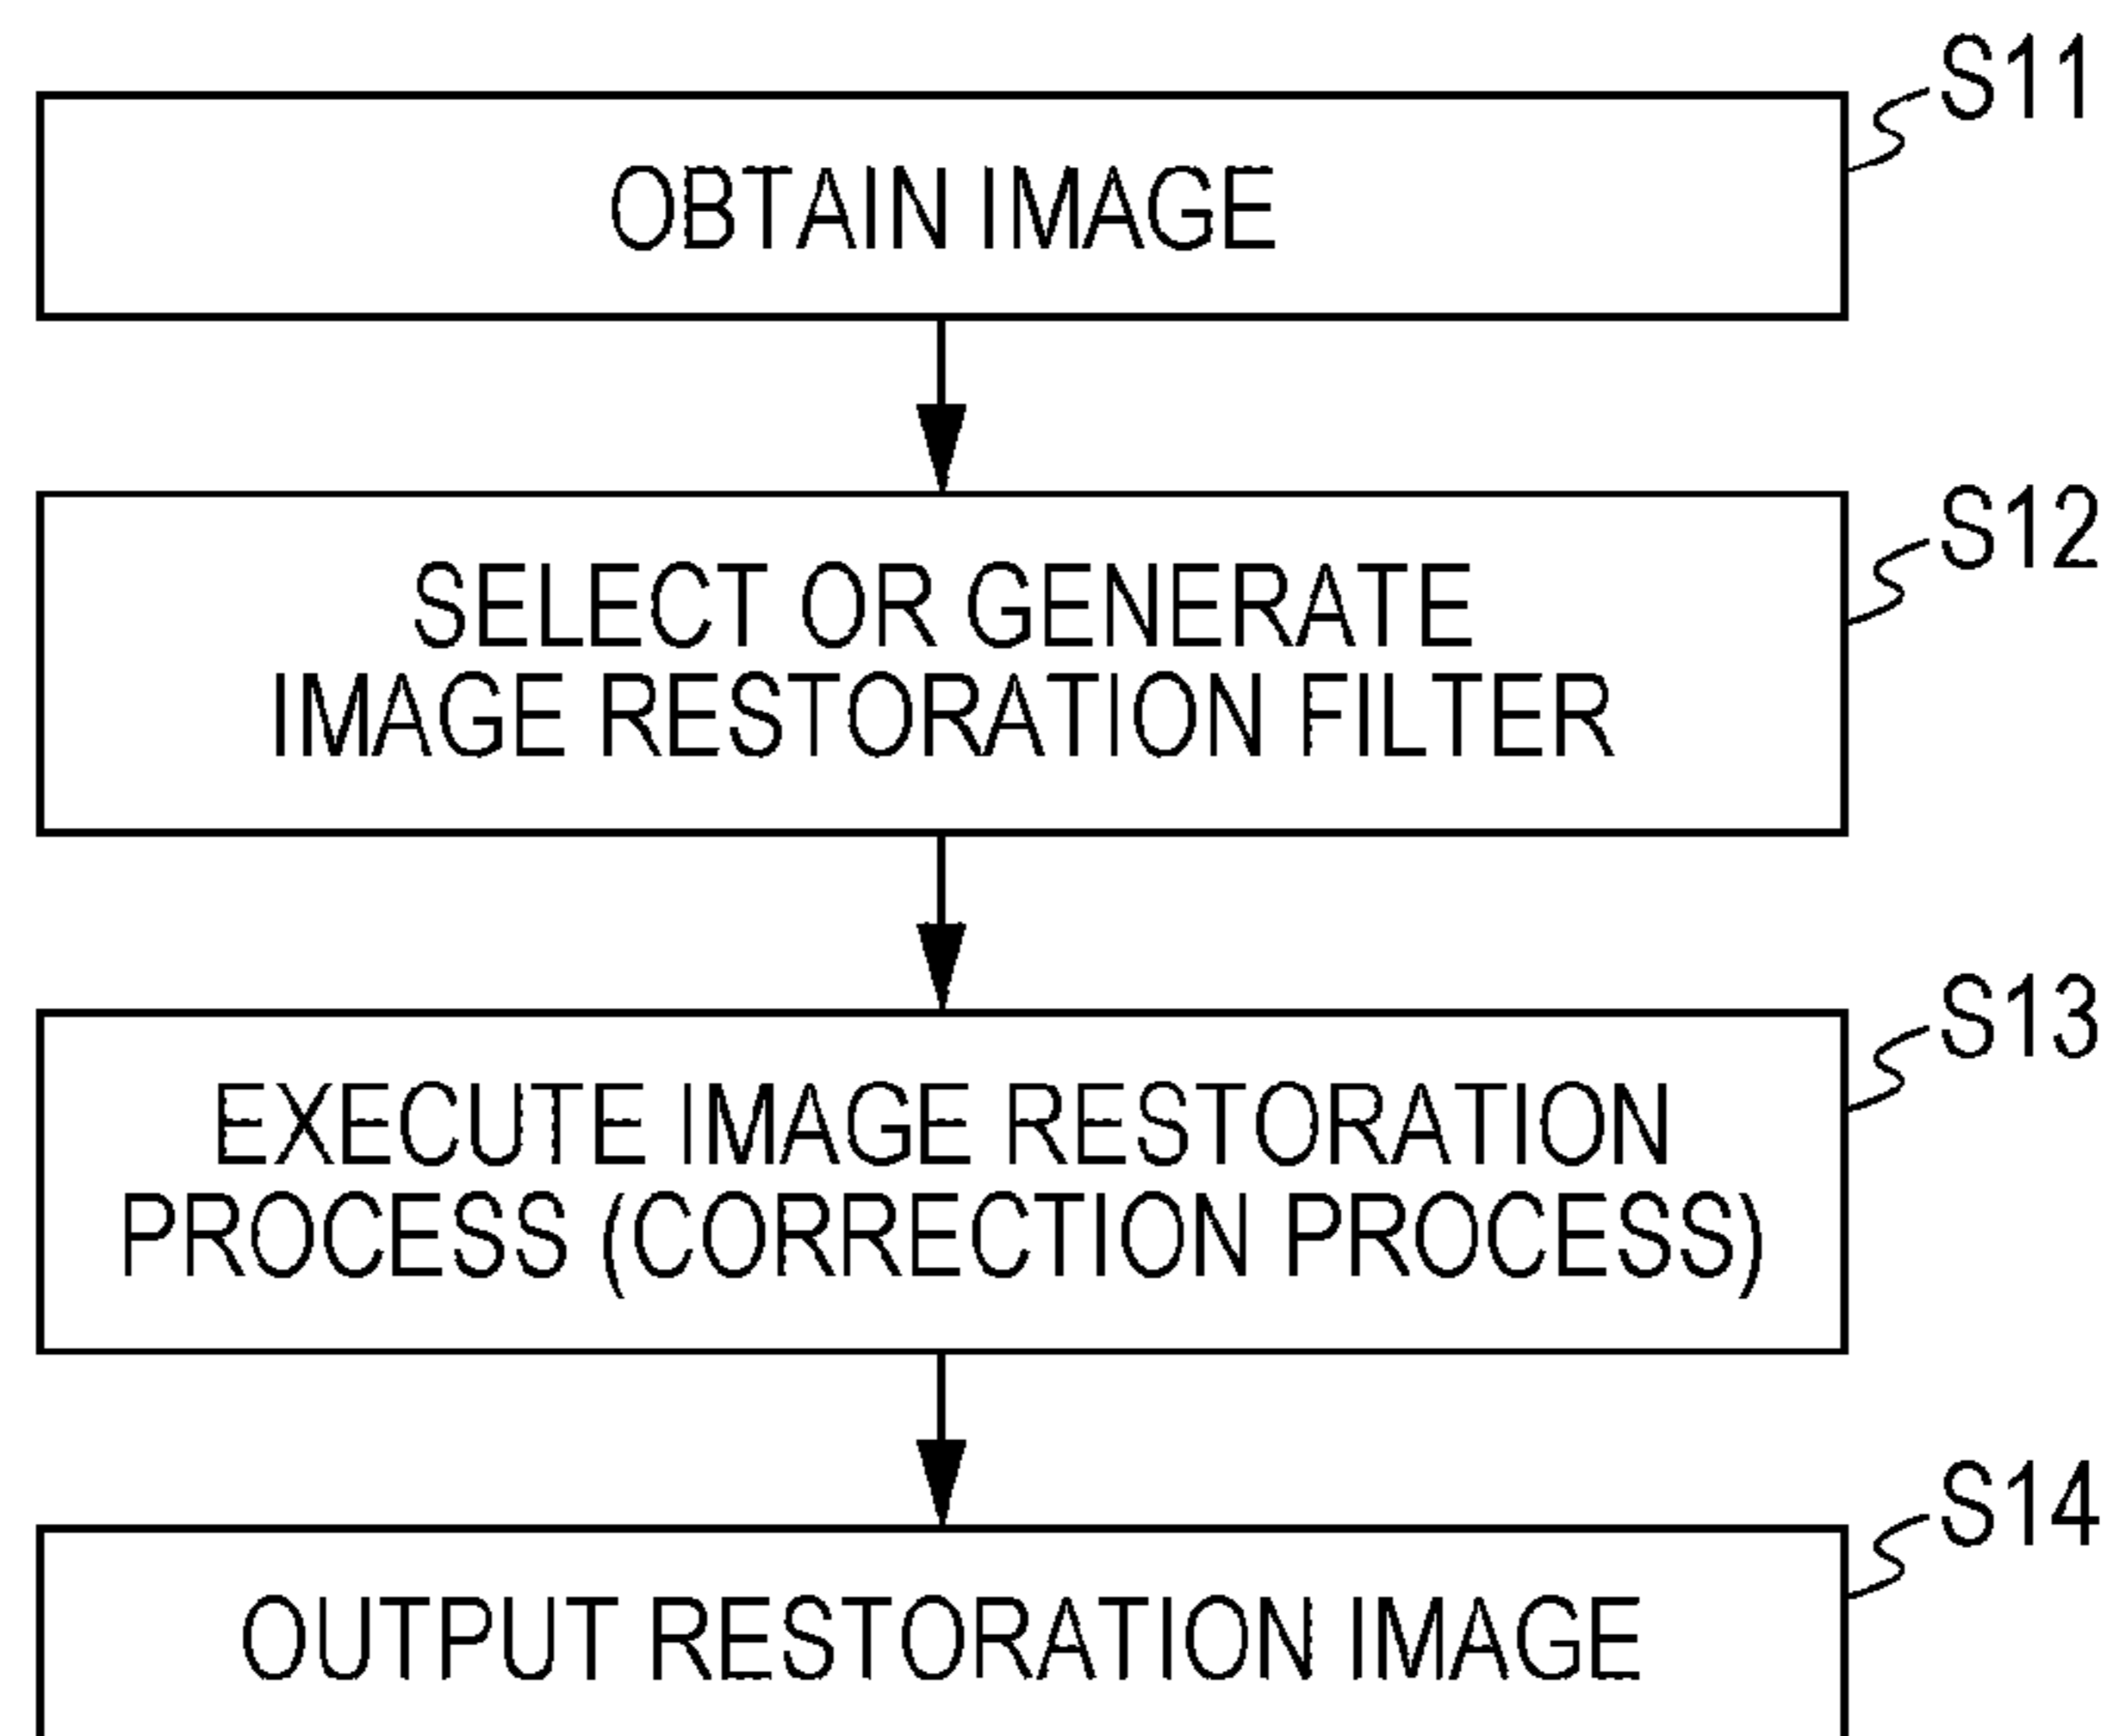 S11
OBTAIN IMAGE
S12
SELECT OR GENERATE
IMAGE RESTORATION FILTER
S13
EXECUTE IMAGE RESTORATION
PROCESS (CORRECTION PROCESS)
S14
OUTPUT RESTORATION IMAGE